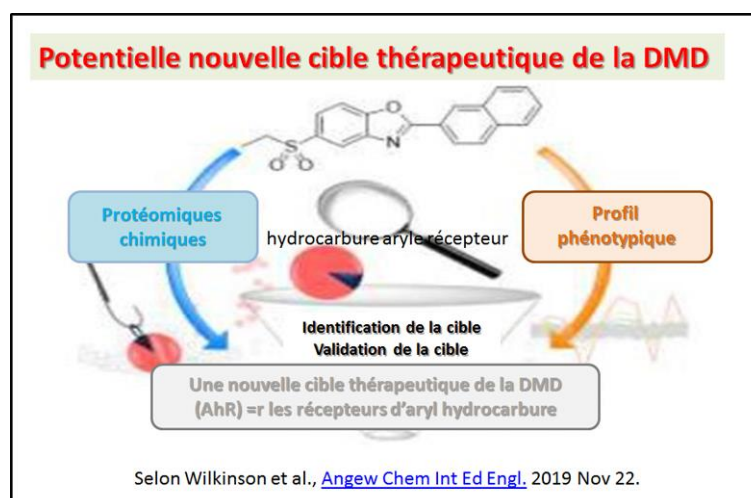 Potentielle nouvelle cible thérapeutique de la DMD
O
N
S
O O
Protéomiques
chimiques
hydrocarbure aryle récepteur
Profil
phénotypique
Identification de la cible
Validation de la cible
Une nouvelle cible thérapeutique de la DMD
(AhR) =r les récepteurs d’aryl hydrocarbure
Selon Wilkinson et al., Angew Chem Int Ed Engl. 2019 Nov 22.